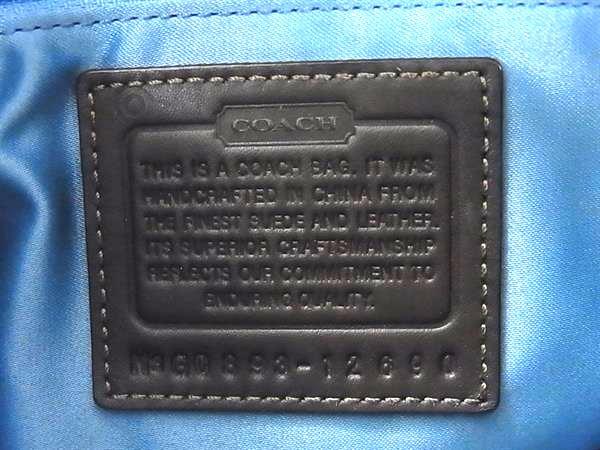 COACH
THIS IS A COACH BAG. IT WAS
HANDCRAFTED IN CHINA FROM
THE FINEST SUEDE AND LEATHER.
ITS SUPERIOR CRAFTSMANSHIP
REFLECTS OUR COMMITMENT TO
ENDURING QUALITY.
Nº G0893-12690